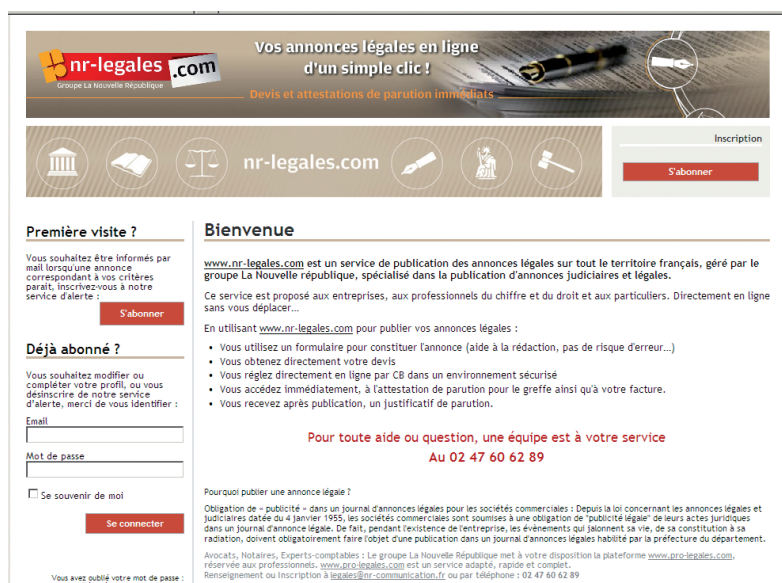 nr-legales.com
Groupe La Nouvelle République
Vos annonces légales en ligne
d'un simple clic !
Devis et attestations de parution immédiats
nr-legales.com
Inscription
S'abonner
Première visite ?
Vous souhaitez être informés par
mail lorsqu'une annonce
correspondant à vos critères
parait, inscrivez-vous à notre
service d'alerte :
S'abonner
Déjà abonné ?
Vous souhaitez modifier ou
compléter votre profil, ou vous
désinscrire de notre service
d'alerte, merci de vous identifier :
Email
Mot de passe
Se souvenir de moi
Se connecter
Vous avez oublié votre mot de passe :
Bienvenue
www.nr-legales.com est un service de publication des annonces légales sur tout le territoire français, géré par le
groupe La Nouvelle république, spécialisé dans la publication d'annonces judiciaires et légales.
Ce service est proposé aux entreprises, aux professionnels du chiffre et du droit et aux particuliers. Directement en ligne
sans vous déplacer...
En utilisant www.nr-legales.com pour publier vos annonces légales :
• Vous utilisez un formulaire pour constituer l'annonce (aide à la rédaction, pas de risque d'erreur...)
• Vous obtenez directement votre devis
• Vous réglez directement en ligne par CB dans un environnement sécurisé
• Vous accédez immédiatement, à l'attestation de parution pour le greffe ainsi qu'à votre facture.
• Vous recevez après publication, un justificatif de parution.
Pour toute aide ou question, une équipe est à votre service
Au 02 47 60 62 89
Pourquoi publier une annonce légale ?
Obligation de « publicité » dans un journal d'annonces légales pour les sociétés commerciales : Depuis la loi concernant les annonces légales et
judiciaires datée du 4 janvier 1955, les sociétés commerciales sont soumises à une obligation de "publicité légale" de leurs actes juridiques
dans un journal d'annonce légale. De fait, pendant l'existence de l'entreprise, les évènements qui jalonnent sa vie, de sa constitution à sa
radiation, doivent obligatoirement faire l'objet d'une publication dans un journal d'annonces légales habilité par la préfecture du département.
Avocats, Notaires, Experts-comptables : Le groupe La Nouvelle République met à votre disposition la plateforme www.pro-legales.com,
réservée aux professionnels. www.pro-legales.com est un service adapté, rapide et complet.
Renseignement ou Inscription à legales@nr-communication.fr ou par téléphone : 02 47 60 62 89